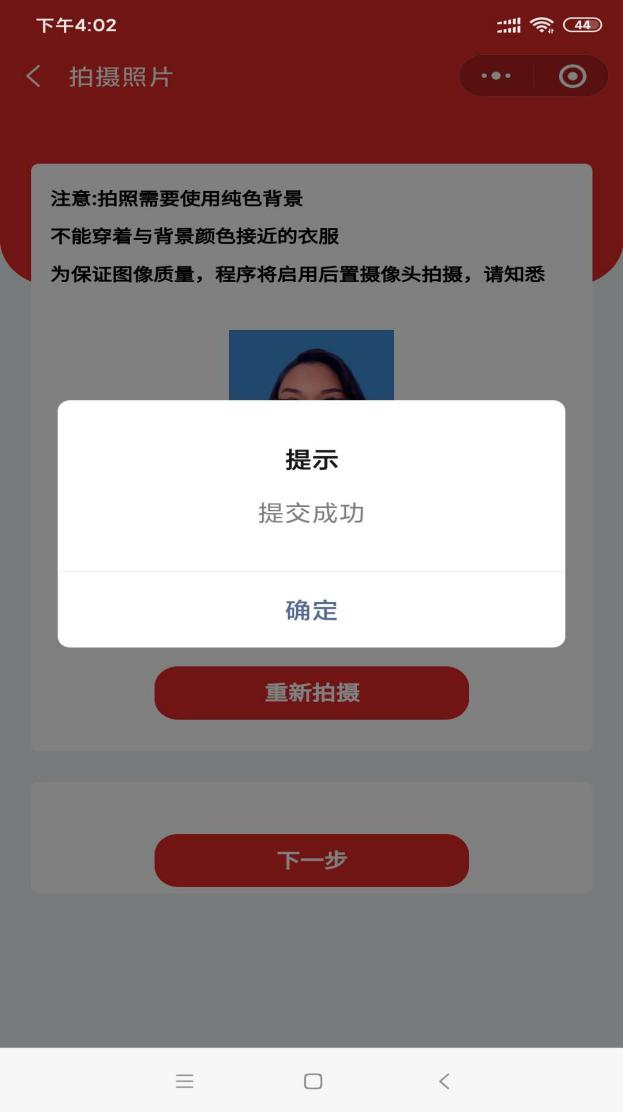 下午4:02
44
拍摄照片
注意:拍照需要使用纯色背景
不能穿着与背景颜色接近的衣服
为保证图像质量，程序将启用后置摄像头拍摄，请知悉
提示
提交成功
确定
重新拍摄
下一步